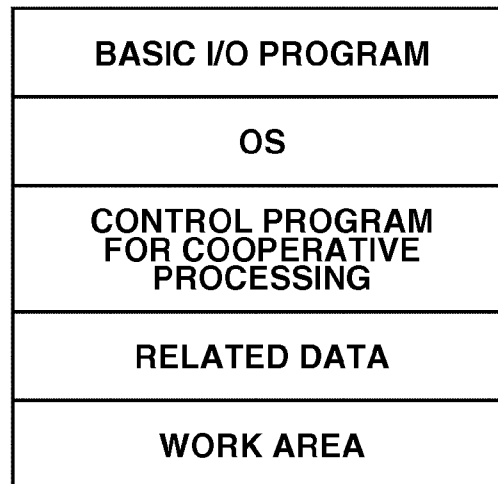 BASIC I/O PROGRAM
OS
CONTROL PROGRAM
FOR COOPERATIVE
PROCESSING
RELATED DATA
WORK AREA